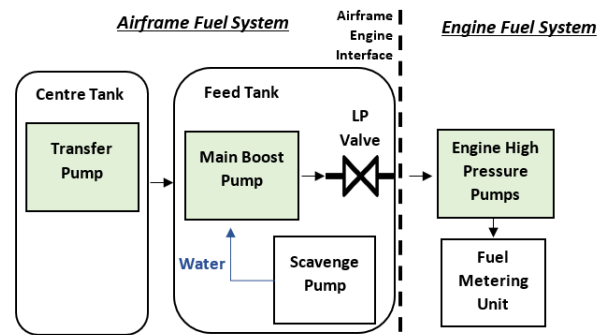 Airframe Fuel System
Airframe
Engine
Interface
Engine Fuel System
Centre Tank
Transfer
Pump
Feed Tank
Main Boost
Pump
LP
Valve
Water
Scavenge
Pump
Engine High
Pressure
Pumps
Fuel
Metering
Unit